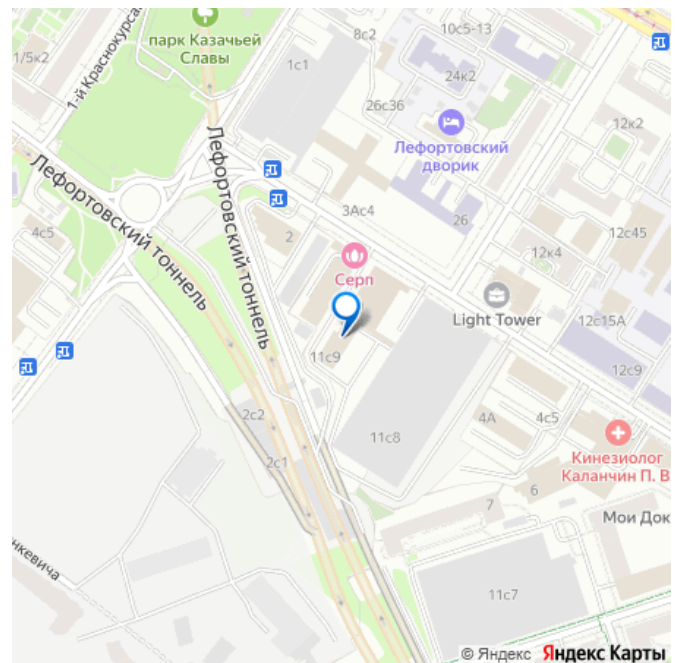 парк Казачьей
Славы
1/5к2
1-й Краснокурса
8с2
10с5-13
1с1
24к2
26с36
12к2
Лефортовский
дворик
Лефортовский тоннель
Лефортовский тоннель
4с5
3Ас4
26
2
12с45
12к4
Серп
Light Tower
12с15А
11с9
12с9
2с2
4А
4с5
11с8
Кинезиолог
Каланчин П. В
2с1
6
7
Мои Док
нкевича
11с7
© Яндекс Яндекс Карты